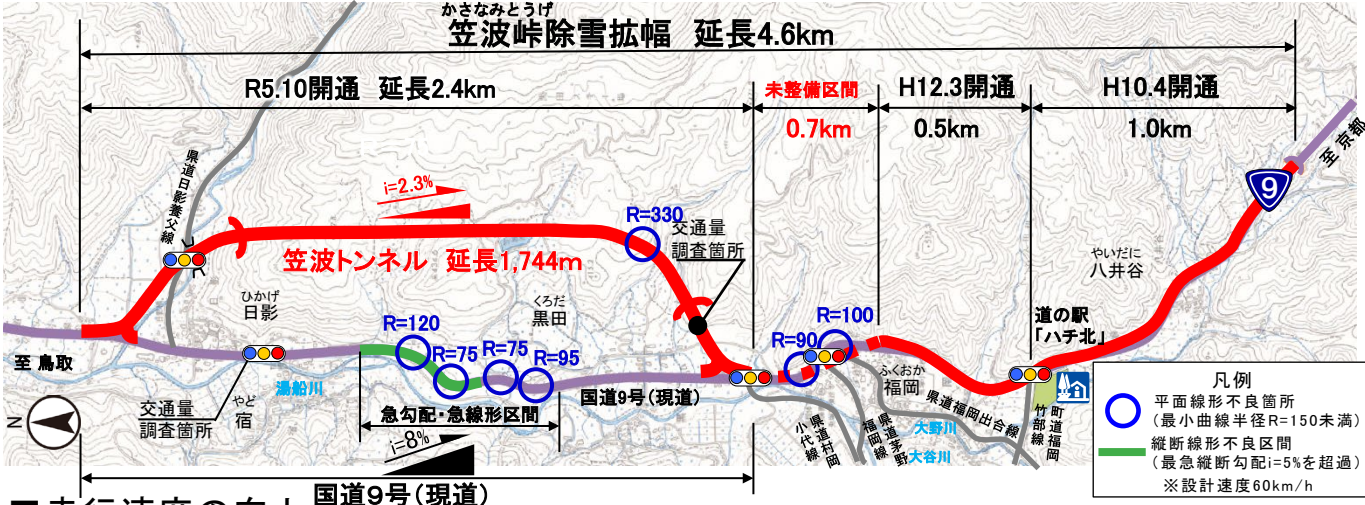 かさなみとうげ
笠波峠除雪拡幅 延長4.6km
R5.10開通 延長2.4km
未整備区間
0.7km
H12.3開通
0.5km
H10.4開通
1.0km
至 京都
9
県道日影養父線
i=2.3%
R=330
交通量
調査箇所
笠波トンネル 延長1,744m
やいだに
八井谷
ひかげ
日影
くろだ
黒田
R=120
R=75
R=75
R=95
R=90
R=100
道の駅
「ハチ北」
至 鳥取
湯船川
ふくおか
福岡
国道9号(現道)
県道福岡出合線
大野川
大谷川
県道村岡
小代線
県道茅野
福岡線
町道福岡
竹部線
交通量
調査箇所
やど
宿
急勾配・急線形区間
i=8%
N
国道9号(現道)
凡例
平面線形不良箇所
(最小曲線半径R=150未満)
縦断線形不良区間
(最急縦断勾配i=5%を超過)
※設計速度60km/h